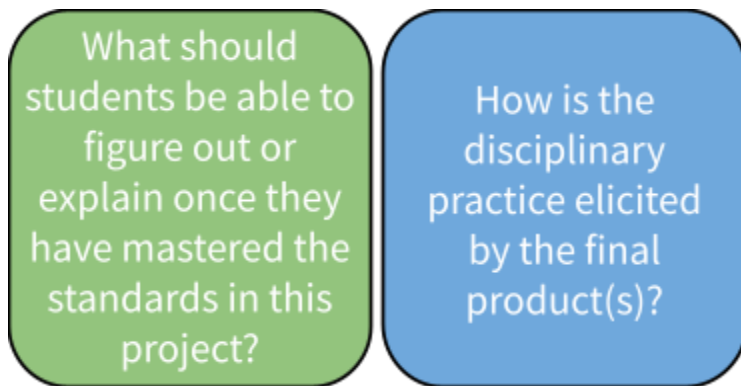 What should
students be able to
figure out or
explain once they
have mastered the
standards in this
project?
How is the
disciplinary
practice elicited
by the final
product(s)?